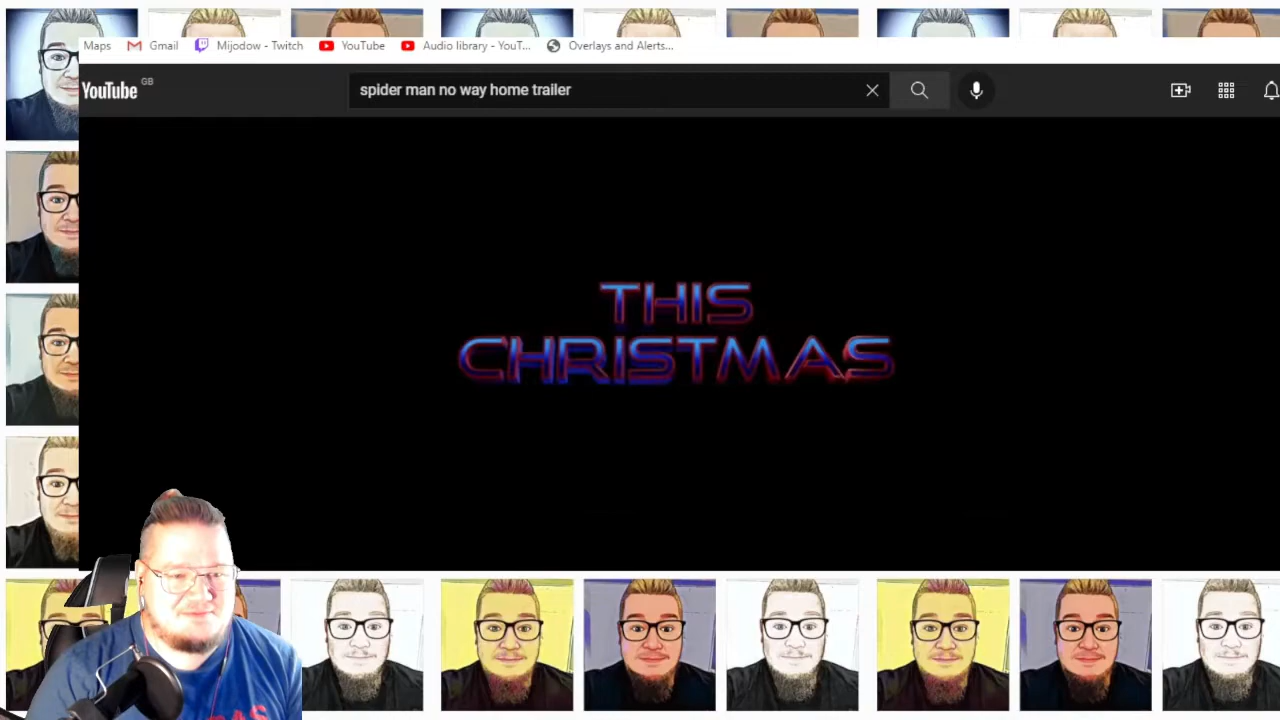 Maps Gmail Mijodow - Twitch YouTube Audio library - YouT... Overlays and Alerts...
YouTube GB spider man no way home trailer
THIS
CHRISTMAS